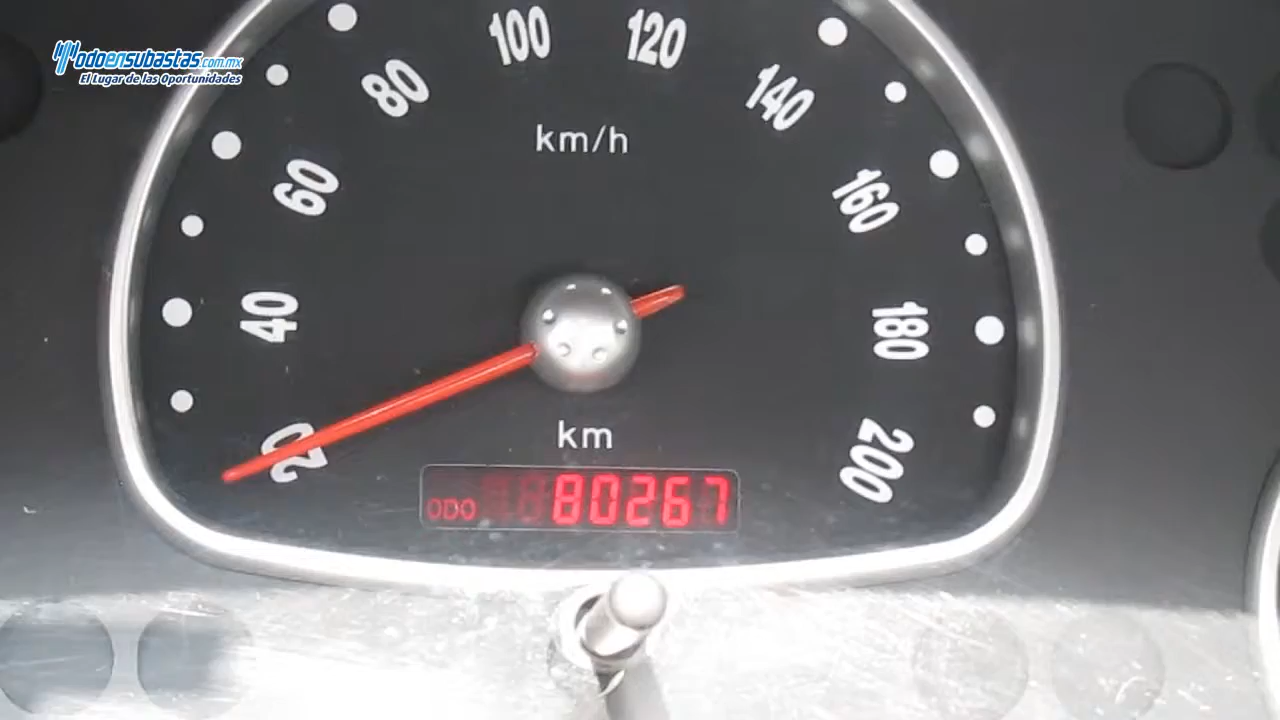 Todoensubastas.com.mx
El Lugar de las Oportunidades
20
40
60
80
100
120
140
160
180
200
km/h
km
ODO 80267